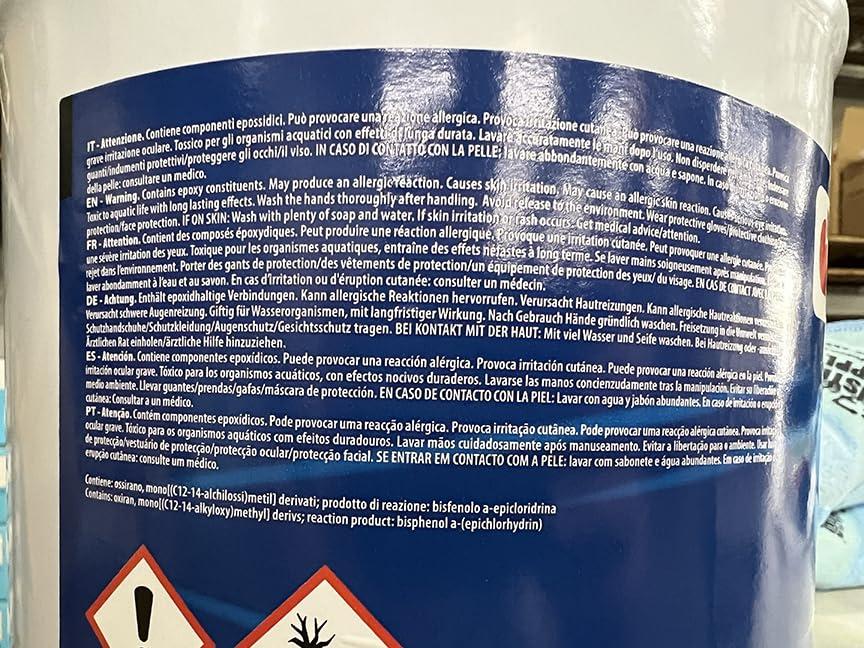 IT - Attenzione. Contiene componenti epossidici. Può provocare una reazione allergica. Provoca irritazione cutanea. Può provocare una reazione allergica Provoca
grave irritazione oculare. Tossico per gli organismi acquatici con effetti di lunga durata. Lavare accuratamente le mani dopo l'uso. Non disperdere
guanti/indumenti protettivi/proteggere gli occhi/il viso. IN CASO DI CONTATTO CON LA PELLE: lavare abbondantemente con acqua e sapone. In caso
della pelle: consultare un medico.
EN - Warning. Contains epoxy constituents. May produce an allergic reaction. Causes skin irritation. May cause an allergic skin reaction. Causes serious eye irritation.
Toxic to aquatic life with long lasting effects. Wash the hands thoroughly after handling. Avoid release to the environment. Wear protective gloves/protective clothing
protection/face protection. IF ON SKIN: Wash with plenty of soap and water. If skin irritation or rash occurs: Get medical advice/attention.
FR - Attention. Contient des composés époxydiques. Peut produire une réaction allergique. Provoque une irritation cutanée. Peut provoquer une allergie cutanée.
une sévère irritation des yeux. Toxique pour les organismes aquatiques, entraîne des effets néfastes à long terme. Se laver mains soigneusement après manipulation.
rejet dans l'environnement. Porter des gants de protection/des vêtements de protection/un équipement de protection des yeux/ du visage. EN CAS DE CONTACT AVEC
laver abondamment à l'eau et au savon. En cas d'irritation ou d'éruption cutanée: consulter un médecin.
DE - Achtung. Enthält epoxidhaltige Verbindungen. Kann allergische Reaktionen hervorrufen. Verursacht Hautreizungen. Kann allergische Hautreaktionen
Verursacht schwere Augenreizung. Giftig für Wasserorganismen, mit langfristiger Wirkung. Nach Gebrauch Hände gründlich waschen. Freisetzung in die Umwelt
Schutzhandschuhe/Schutzkleidung/Augenschutz/Gesichtsschutz tragen. BEI KONTAKT MIT DER HAUT: Mit viel Wasser und Seife waschen. Bei Hautreizung oder
Ärztlichen Rat einholen/ärztliche Hilfe hinzuziehen.
ES - Atención. Contiene componentes epoxídicos. Puede provocar una reacción alérgica. Provoca irritación cutánea. Puede provocar una reacción alérgica en la piel.
irritación ocular grave. Tóxico para los organismos acuáticos, con efectos nocivos duraderos. Lavarse las manos concienzudamente tras la manipulación. Evitar su liberación
medio ambiente. Llevar guantes/prendas/gafas/máscara de protección. EN CASO DE CONTACTO CON LA PIEL: Lavar con agua y jabón abundantes. En caso de irritación o erupción
cutánea: Consultar a un médico.
PT - Atenção. Contém componentes epoxídicos. Pode provocar uma reacção alérgica. Provoca irritação cutânea. Pode provocar uma reacção alérgica cutânea. Provoca
ocular grave. Tóxico para os organismos aquáticos com efeitos duradouros. Lavar mãos cuidadosamente após manuseamento. Evitar a libertação para o ambiente. Usar
de protecção/vestuário de protecção/protecção ocular/protecção facial. SE ENTRAR EM CONTACTO COM A PELE: lavar com sabonete e água abundantes. Em caso de irritação
erupção cutânea: consulte um médico.
Contiene: ossirano, mono[(C12-14-alchilossi)metil] derivati; prodotto di reazione: bisfenolo a-epicloridrina
Contains: oxiran, mono[(C12-14-alkyloxy)methyl] derivs; reaction product: bisphenol a-(epichlorhydrin)